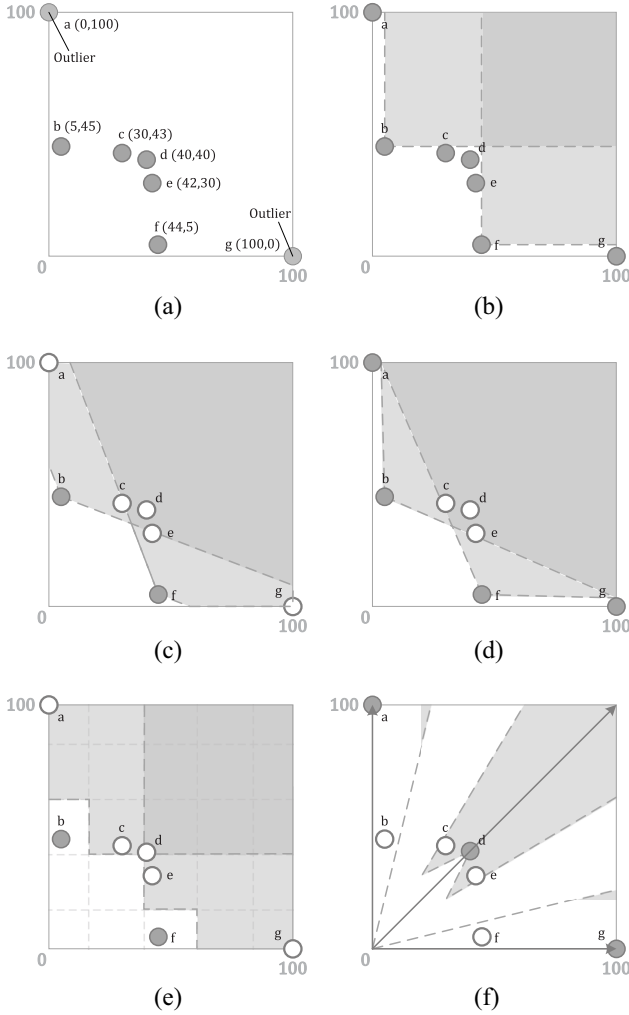 100
a (0,100)
Outlier
b (5,45)
c (30,43)
d (40,40)
e (42,30)
Outlier
f (44,5)
g (100,0)
0
100
(a)
100
a
b
c
d
e
f
g
0
100
(b)
100
a
b
c
d
e
f
g
0
100
(c)
100
a
b
c
d
e
f
g
0
100
(d)
100
a
b
c
d
e
f
g
0
100
(e)
100
a
b
c
d
e
f
g
0
100
(f)